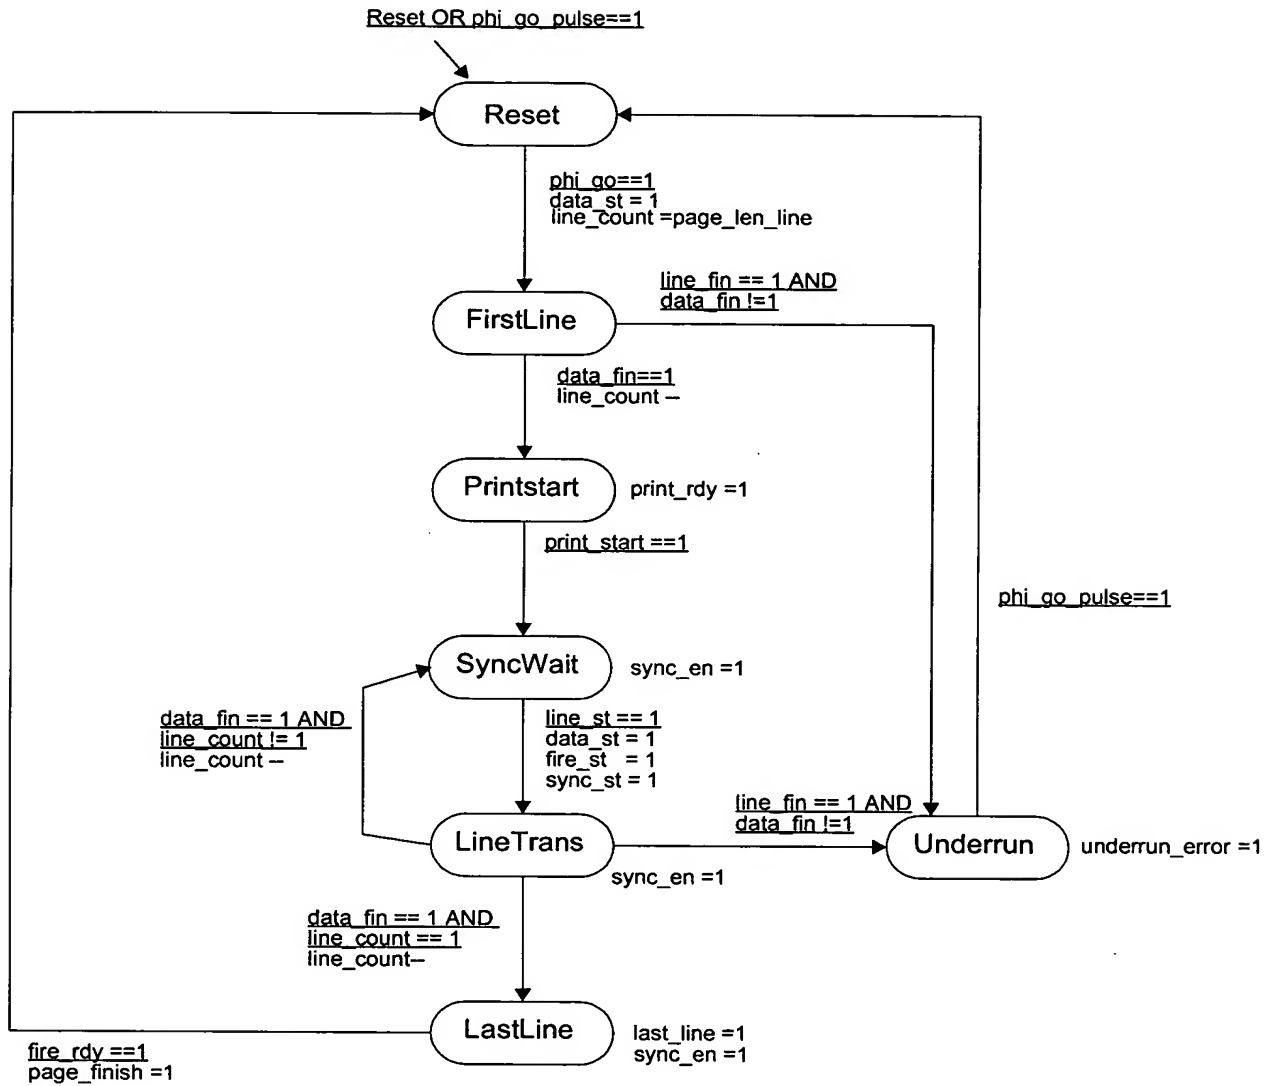 Reset OR phi_go_pulse==1
Reset
phi_go==1
data_st = 1
line_count =page_len_line
line_fin == 1 AND
data_fin !=1
FirstLine
data_fin==1
line_count --
Printstart
print_rdy =1
print_start ==1
phi_go_pulse==1
SyncWait
sync_en =1
data_fin == 1 AND
line_count != 1
line_count --
line_st == 1
data_st = 1
fire_st = 1
sync_st = 1
line_fin == 1 AND
data_fin !=1
LineTrans
sync_en =1
Underrun
underrun_error =1
data_fin == 1 AND
line_count == 1
line_count--
LastLine
last_line =1
sync_en =1
fire_rdy ==1
page_finish =1